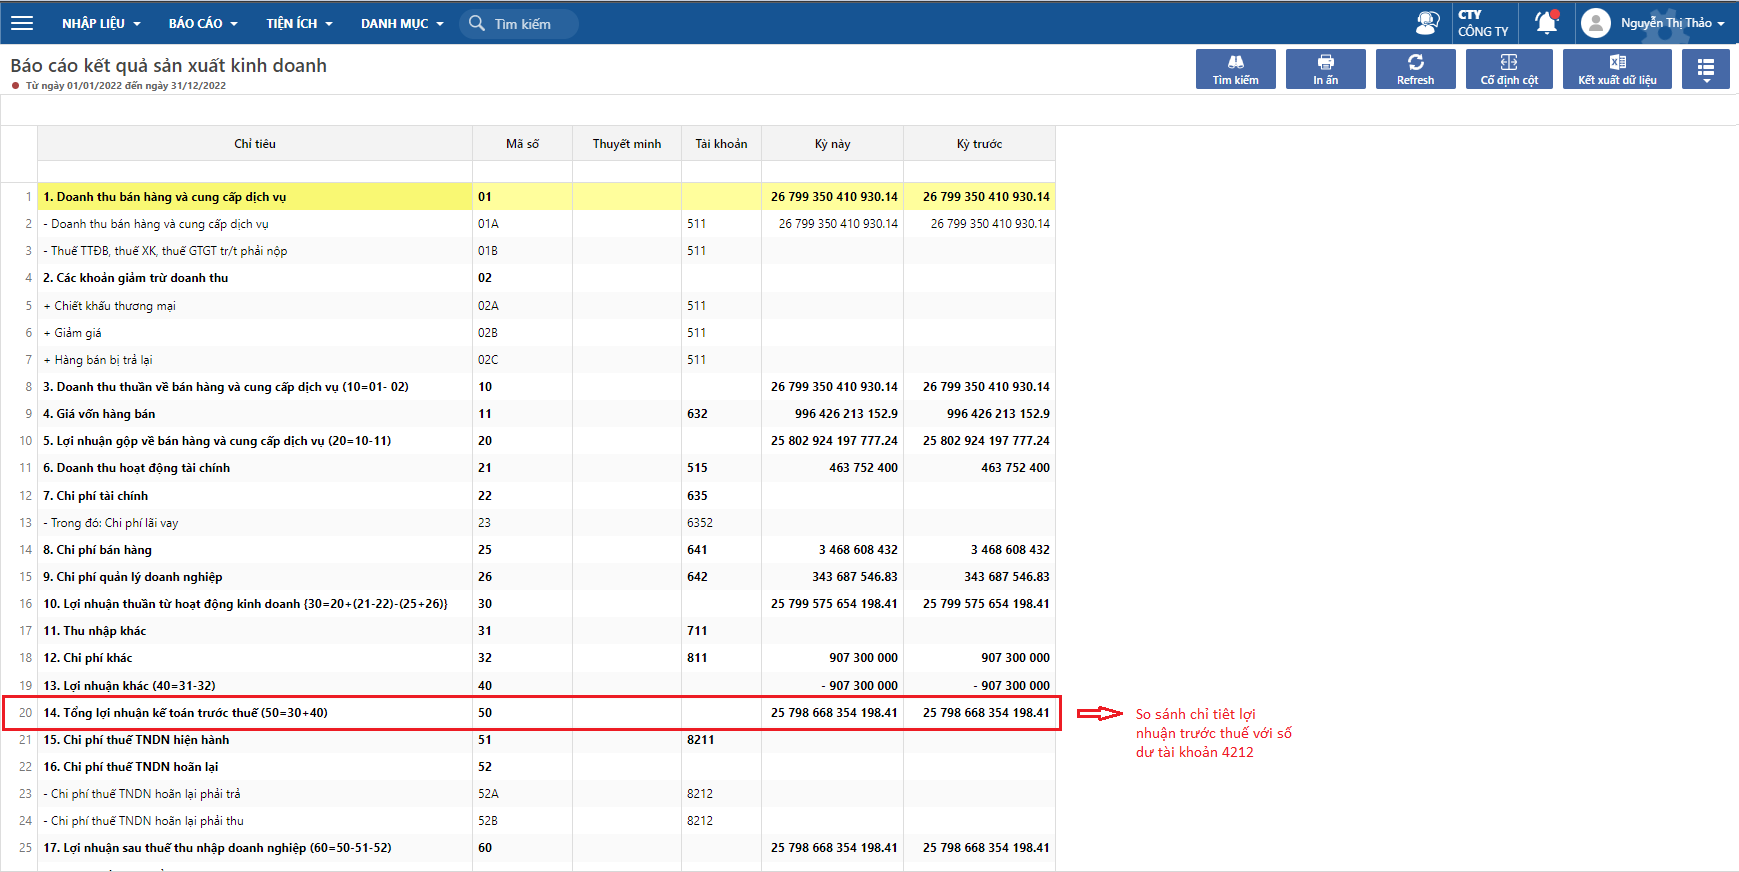 NHẬP LIỆU BÁO CÁO TIỆN ÍCH DANH MỤC Tìm kiếm CTY CÔNG TY Nguyễn Thị Thảo
Báo cáo kết quả sản xuất kinh doanh
Từ ngày 01/01/2022 đến ngày 31/12/2022
Tìm kiếm In ấn Refresh Cố định cột Kết xuất dữ liệu
Chỉ tiêu Mã số Thuyết minh Tài khoản Kỳ này Kỳ trước
1 1. Doanh thu bán hàng và cung cấp dịch vụ 01 26 799 350 410 930.14 26 799 350 410 930.14
2 - Doanh thu bán hàng và cung cấp dịch vụ 01A 511 26 799 350 410 930.14 26 799 350 410 930.14
3 - Thuế TTĐB, thuế XK, thuế GTGT tr/t phải nộp 01B 511
4 2. Các khoản giảm trừ doanh thu 02
5 + Chiết khấu thương mại 02A 511
6 + Giảm giá 02B 511
7 + Hàng bán bị trả lại 02C 511
8 3. Doanh thu thuần về bán hàng và cung cấp dịch vụ (10=01- 02) 10 26 799 350 410 930.14 26 799 350 410 930.14
9 4. Giá vốn hàng bán 11 632 996 426 213 152.9 996 426 213 152.9
10 5. Lợi nhuận gộp về bán hàng và cung cấp dịch vụ (20=10-11) 20 25 802 924 197 777.24 25 802 924 197 777.24
11 6. Doanh thu hoạt động tài chính 21 515 463 752 400 463 752 400
12 7. Chi phí tài chính 22 635
13 - Trong đó: Chi phí lãi vay 23 6352
14 8. Chi phí bán hàng 25 641 3 468 608 432 3 468 608 432
15 9. Chi phí quản lý doanh nghiệp 26 642 343 687 546.83 343 687 546.83
16 10. Lợi nhuận thuần từ hoạt động kinh doanh {30=20+(21-22)-(25+26)} 30 25 799 575 654 198.41 25 799 575 654 198.41
17 11. Thu nhập khác 31 711
18 12. Chi phí khác 32 811 907 300 000 907 300 000
19 13. Lợi nhuận khác (40=31-32) 40 - 907 300 000 - 907 300 000
20 14. Tổng lợi nhuận kế toán trước thuế (50=30+40) 50 25 798 668 354 198.41 25 798 668 354 198.41
So sánh chỉ tiêt lợi
nhuận trước thuế với số
dư tài khoản 4212
21 15. Chi phí thuế TNDN hiện hành 51 8211
22 16. Chi phí thuế TNDN hoãn lại 52
23 - Chi phí thuế TNDN hoãn lại phải trả 52A 8212
24 - Chi phí thuế TNDN hoãn lại phải thu 52B 8212
25 17. Lợi nhuận sau thuế thu nhập doanh nghiệp (60=50-51-52) 60 25 798 668 354 198.41 25 798 668 354 198.41